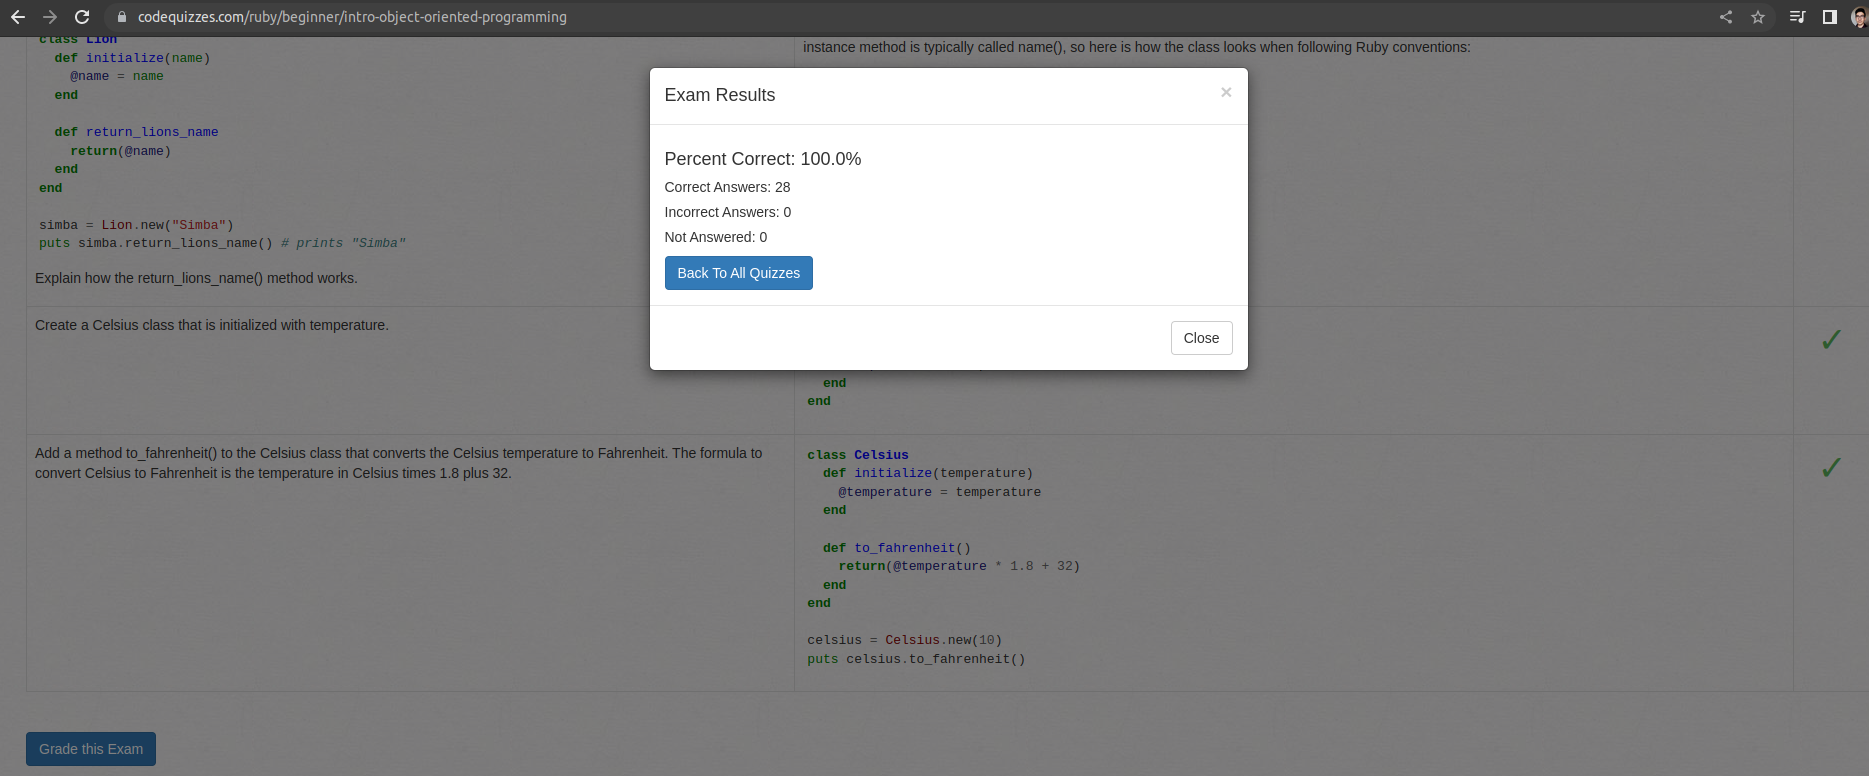 codequizzes.com/ruby/beginner/intro-object-oriented-programming
class Lion
def initialize(name)
@name = name
end
def return_lions_name
return(@name)
end
end
simba = Lion.new("Simba")
puts simba.return_lions_name() # prints "Simba"
Explain how the return_lions_name() method works.
instance method is typically called name(), so here is how the class looks when following Ruby conventions:
Exam Results
×
Percent Correct: 100.0%
Correct Answers: 28
Incorrect Answers: 0
Not Answered: 0
Back To All Quizzes
Close
Create a Celsius class that is initialized with temperature.
end
end
✓
Add a method to_fahrenheit() to the Celsius class that converts the Celsius temperature to Fahrenheit. The formula to
convert Celsius to Fahrenheit is the temperature in Celsius times 1.8 plus 32.
class Celsius
def initialize(temperature)
@temperature = temperature
end
def to_fahrenheit()
return(@temperature * 1.8 + 32)
end
end
celsius = Celsius.new(10)
puts celsius.to_fahrenheit()
✓
Grade this Exam